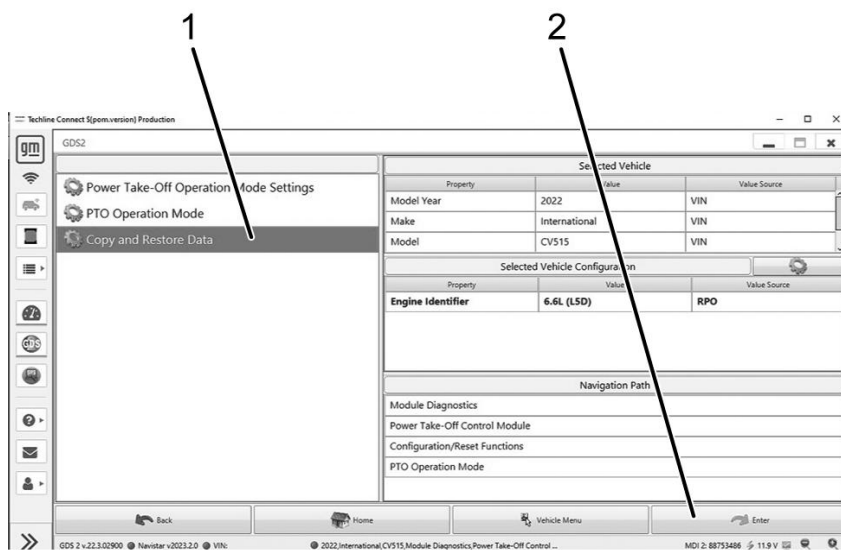 1
2
Techline Connect $(pom.version) Production
gm
GDS2
Power Take-Off Operation Mode Settings
PTO Operation Mode
Copy and Restore Data
Selected Vehicle
Property Value Value Source
Model Year 2022 VIN
Make International VIN
Model CV515 VIN
Selected Vehicle Configuration
Property Value Value Source
Engine Identifier 6.6L (L5D) RPO
Navigation Path
Module Diagnostics
Power Take-Off Control Module
Configuration/Reset Functions
PTO Operation Mode
GDS
Back Home Vehicle Menu Enter
GDS 2 v.22.3.02900 Navistar v2023.2.0 VIN: 2022,International,CV515,Module Diagnostics,Power Take-Off Control ... MDI 2: 88753486 11.9 V